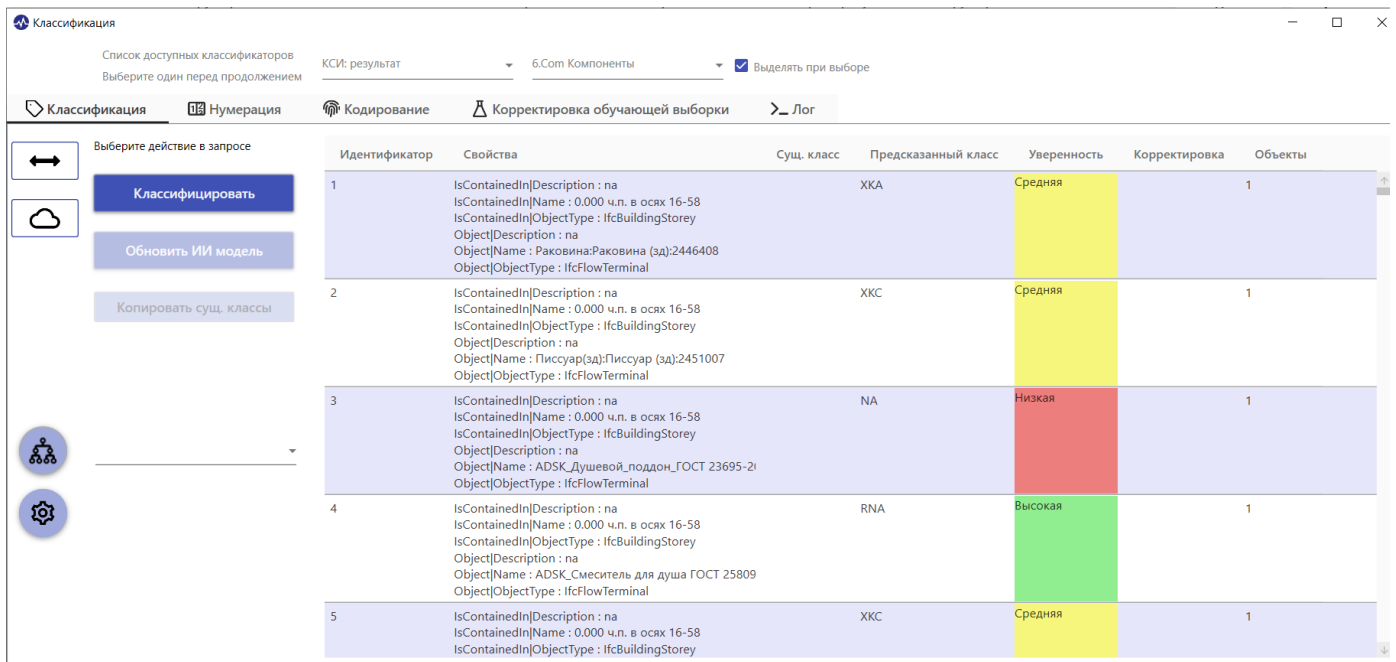 Классификация
Список доступных классификаторов
Выберите один перед продолжением
КСИ: результат
6.Com Компоненты
Выделять при выборе
Классификация
Нумерация
Кодирование
Корректировка обучающей выборки
Лог
Выберите действие в запросе
Классифицировать
Обновить ИИ модель
Копировать сущ. классы
Идентификатор Свойства Сущ. класс Предсказанный класс Уверенность Корректировка Объекты
1
IsContainedIn|Description : na
IsContainedIn|Name : 0.000 ч.п. в осях 16-58
IsContainedIn|ObjectType : IfcBuildingStorey
Object|Description : na
Object|Name : Раковина:Раковина (зд):2446408
Object|ObjectType : IfcFlowTerminal
XKA
Средняя
1
2
IsContainedIn|Description : na
IsContainedIn|Name : 0.000 ч.п. в осях 16-58
IsContainedIn|ObjectType : IfcBuildingStorey
Object|Description : na
Object|Name : Писсуар(зд):Писсуар (зд):2451007
Object|ObjectType : IfcFlowTerminal
XKC
Средняя
1
3
IsContainedIn|Description : na
IsContainedIn|Name : 0.000 ч.п. в осях 16-58
IsContainedIn|ObjectType : IfcBuildingStorey
Object|Description : na
Object|Name : ADSK_Душевой_поддон_ГОСТ 23695-20
Object|ObjectType : IfcFlowTerminal
NA
Низкая
1
4
IsContainedIn|Description : na
IsContainedIn|Name : 0.000 ч.п. в осях 16-58
IsContainedIn|ObjectType : IfcBuildingStorey
Object|Description : na
Object|Name : ADSK_Смеситель для душа ГОСТ 25809
Object|ObjectType : IfcFlowTerminal
RNA
Высокая
1
5
IsContainedIn|Description : na
IsContainedIn|Name : 0.000 ч.п. в осях 16-58
IsContainedIn|ObjectType : IfcBuildingStorey
XKC
Средняя
1